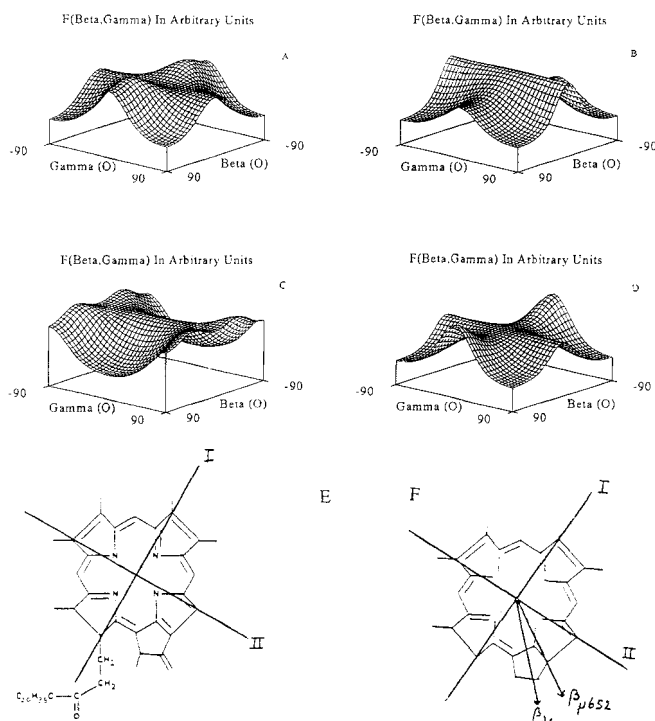 F(Beta,Gamma) In Arbitrary Units
A
-90
Gamma (O)
90
90
Beta (O)
-90
F(Beta,Gamma) In Arbitrary Units
B
-90
Gamma (O)
90
90
Beta (O)
-90
F(Beta,Gamma) In Arbitrary Units
C
-90
Gamma (O)
90
90
Beta (O)
-90
F(Beta,Gamma) In Arbitrary Units
D
-90
Gamma (O)
90
90
Beta (O)
-90
I
E
N
N
N
N
II
CH₂
CH₂
C
O
F
I
II
β μ652